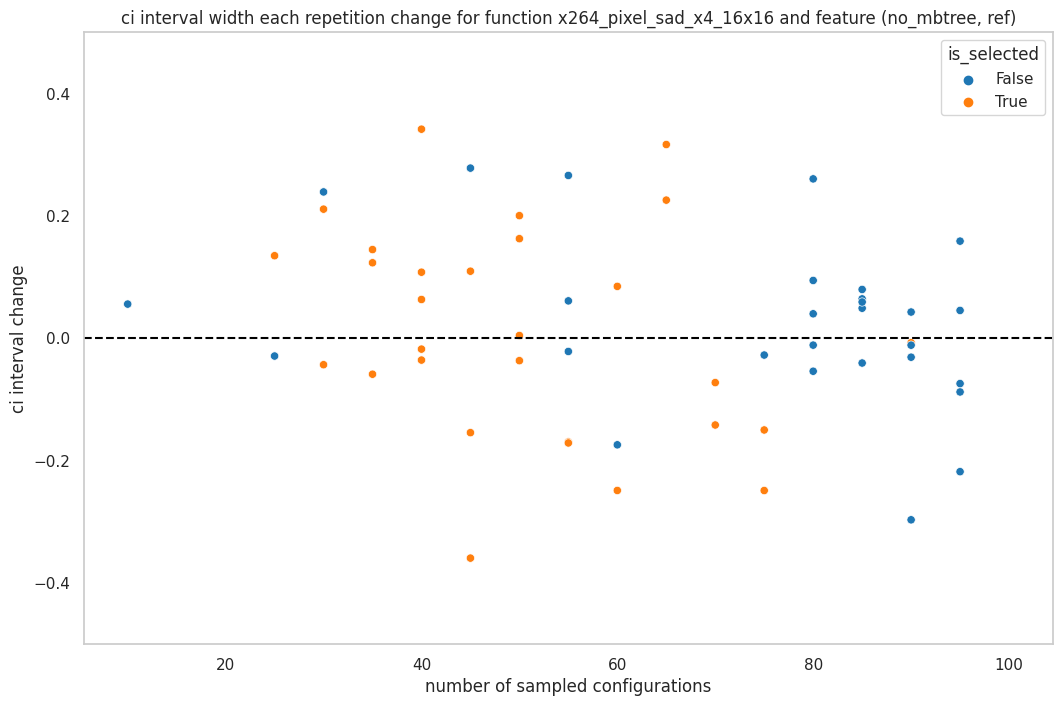 ci interval width each repetition change for function x264_pixel_sad_x4_16x16 and feature (no_mbtree, ref)
is_selected
False
True
ci interval change
0.4
0.2
0.0
−0.2
−0.4
20
40
60
80
100
number of sampled configurations